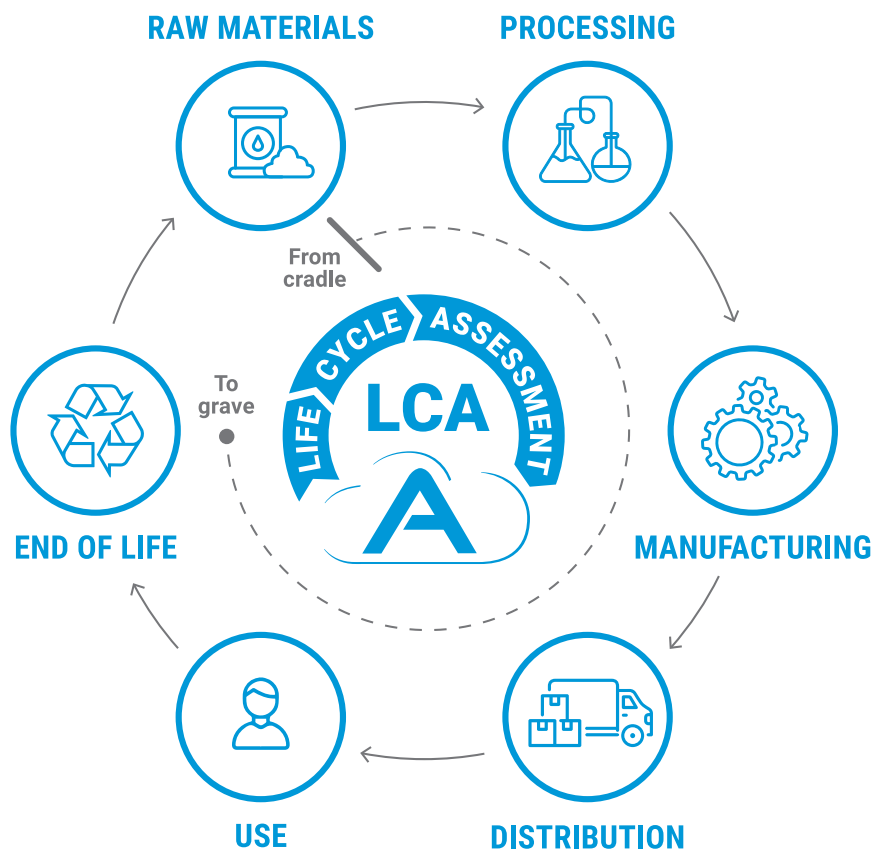 RAW MATERIALS
PROCESSING
From
cradle
LIFE CYCLE ASSESSMENT
LCA
A
To
grave
END OF LIFE
MANUFACTURING
USE
DISTRIBUTION